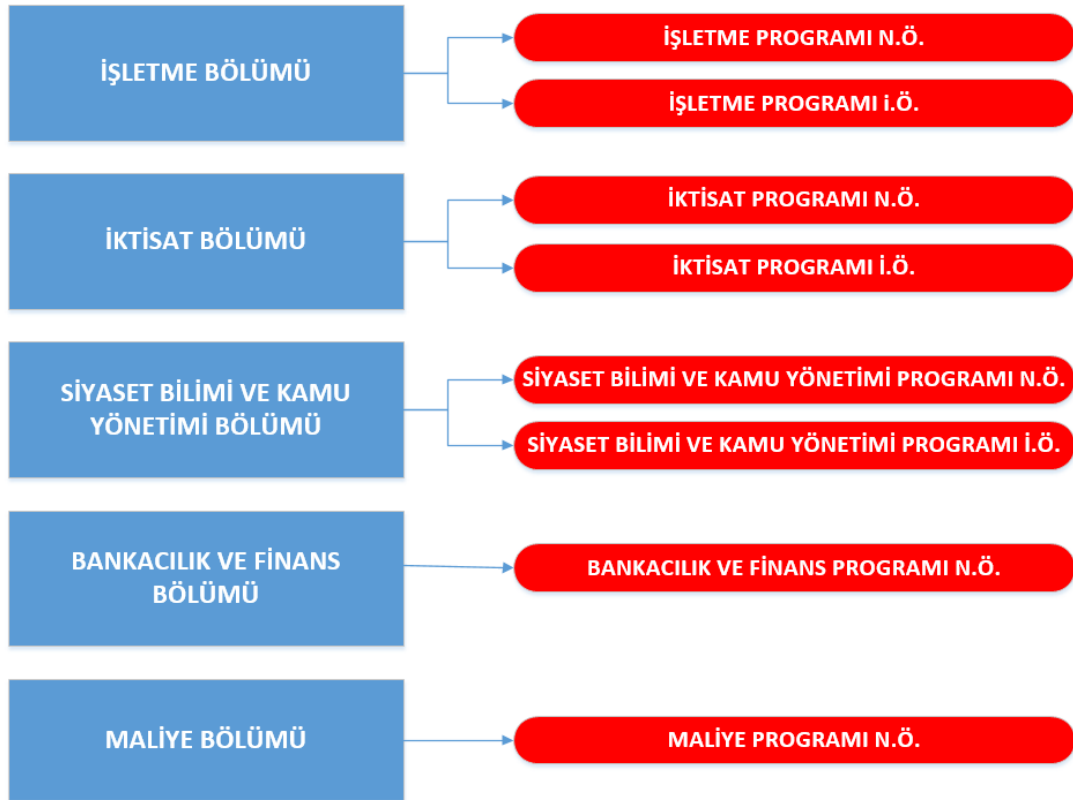 İŞLETME BÖLÜMÜ
İŞLETME PROGRAMI N.Ö.
İŞLETME PROGRAMI i.Ö.
İKTİSAT BÖLÜMÜ
İKTİSAT PROGRAMI N.Ö.
İKTİSAT PROGRAMI İ.Ö.
SİYASET BİLİMİ VE KAMU
YÖNETİMİ BÖLÜMÜ
SİYASET BİLİMİ VE KAMU YÖNETİMİ PROGRAMI N.Ö.
SİYASET BİLİMİ VE KAMU YÖNETİMİ PROGRAMI İ.Ö.
BANKACILIK VE FİNANS
BÖLÜMÜ
BANKACILIK VE FİNANS PROGRAMI N.Ö.
MALİYE BÖLÜMÜ
MALİYE PROGRAMI N.Ö.